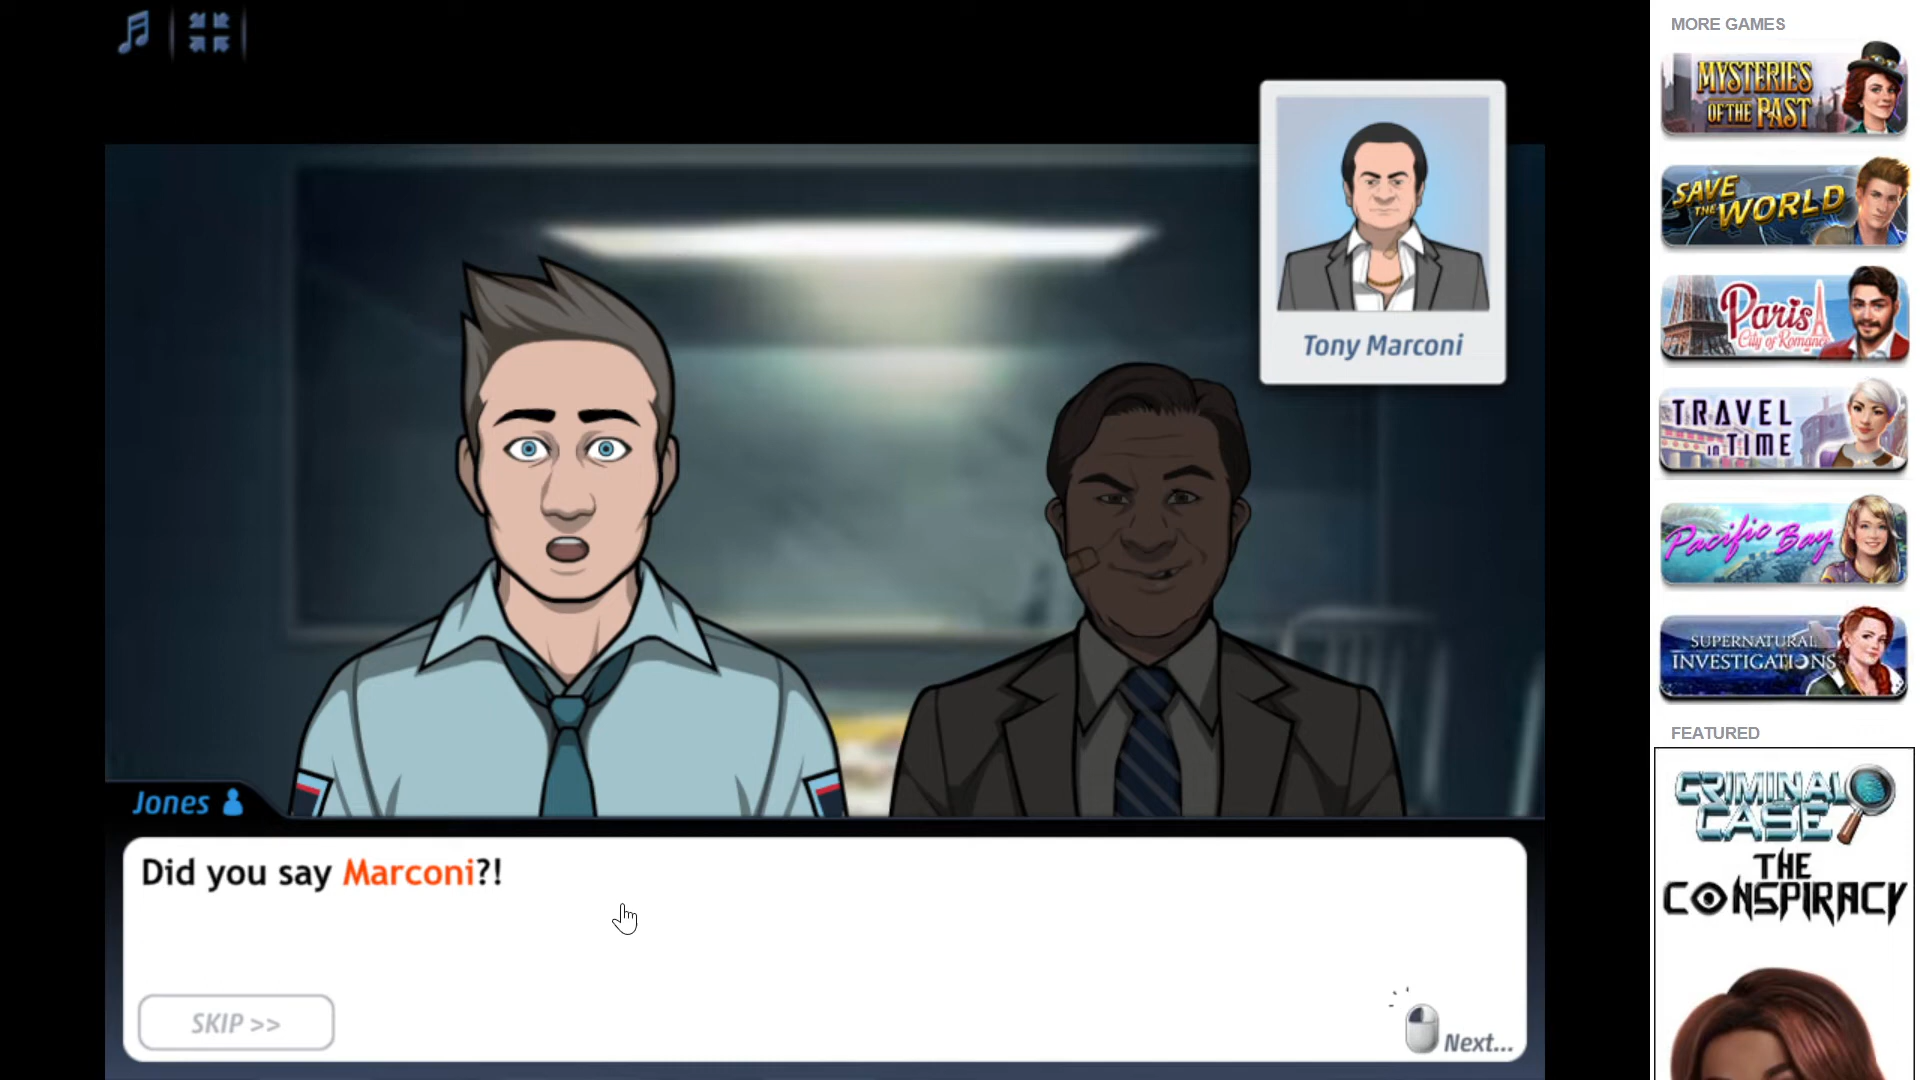 MORE GAMES
MYSTERIES
OF THE PAST
SAVE
THE WORLD
Paris
City of Romance
TRAVEL
IN TIME
Pacific Bay
SUPERNATURAL
INVESTIGATIONS
FEATURED
CRIMINAL
CASE
THE
CONSPIRACY
Tony Marconi
Jones
Did you say Marconi?!
SKIP >>
Next...